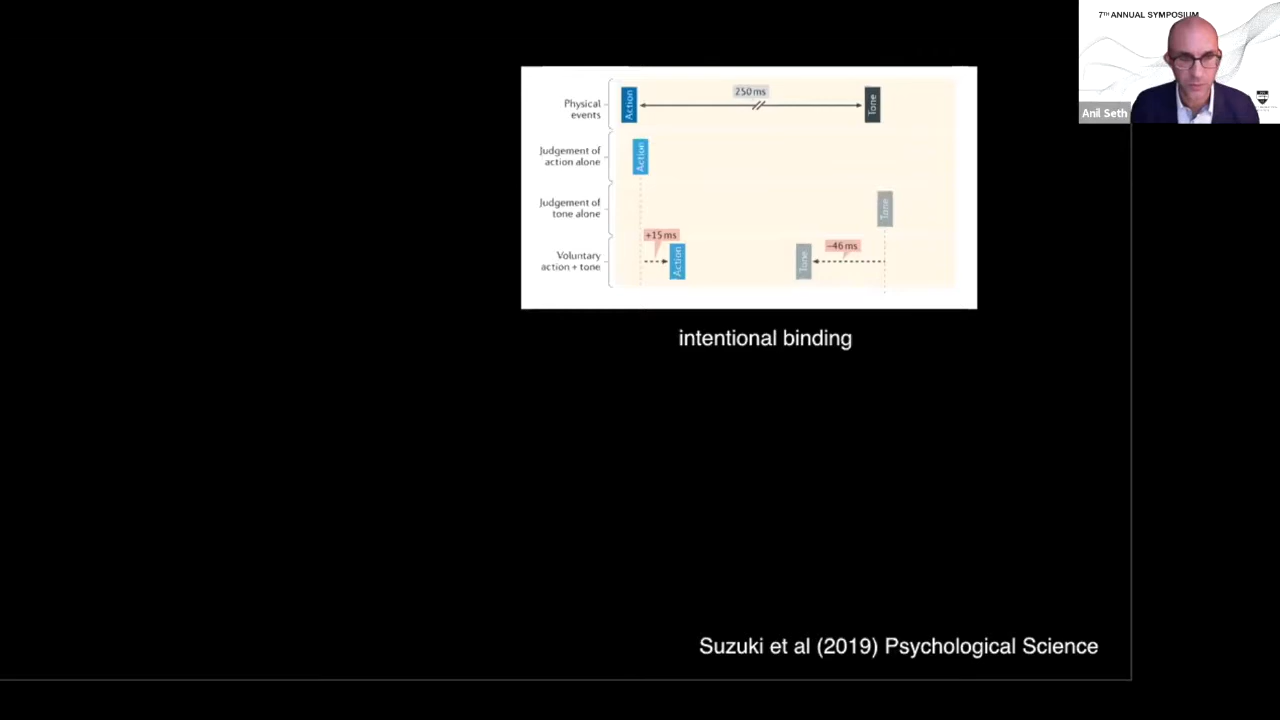 7TH ANNUAL SYMPOSIUM
Anil Seth
Physical
events
Action
250 ms
Tone
Judgement of
action alone
Action
Judgement of
tone alone
Tone
Voluntary
action + tone
+15 ms
Action
Tone
–46 ms
intentional binding
Suzuki et al (2019) Psychological Science